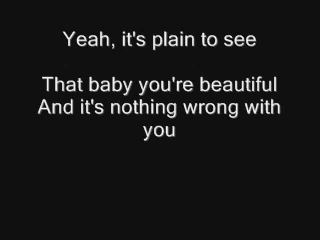 Yeah, it's plain to see
That baby you're beautiful
And it's nothing wrong with
you